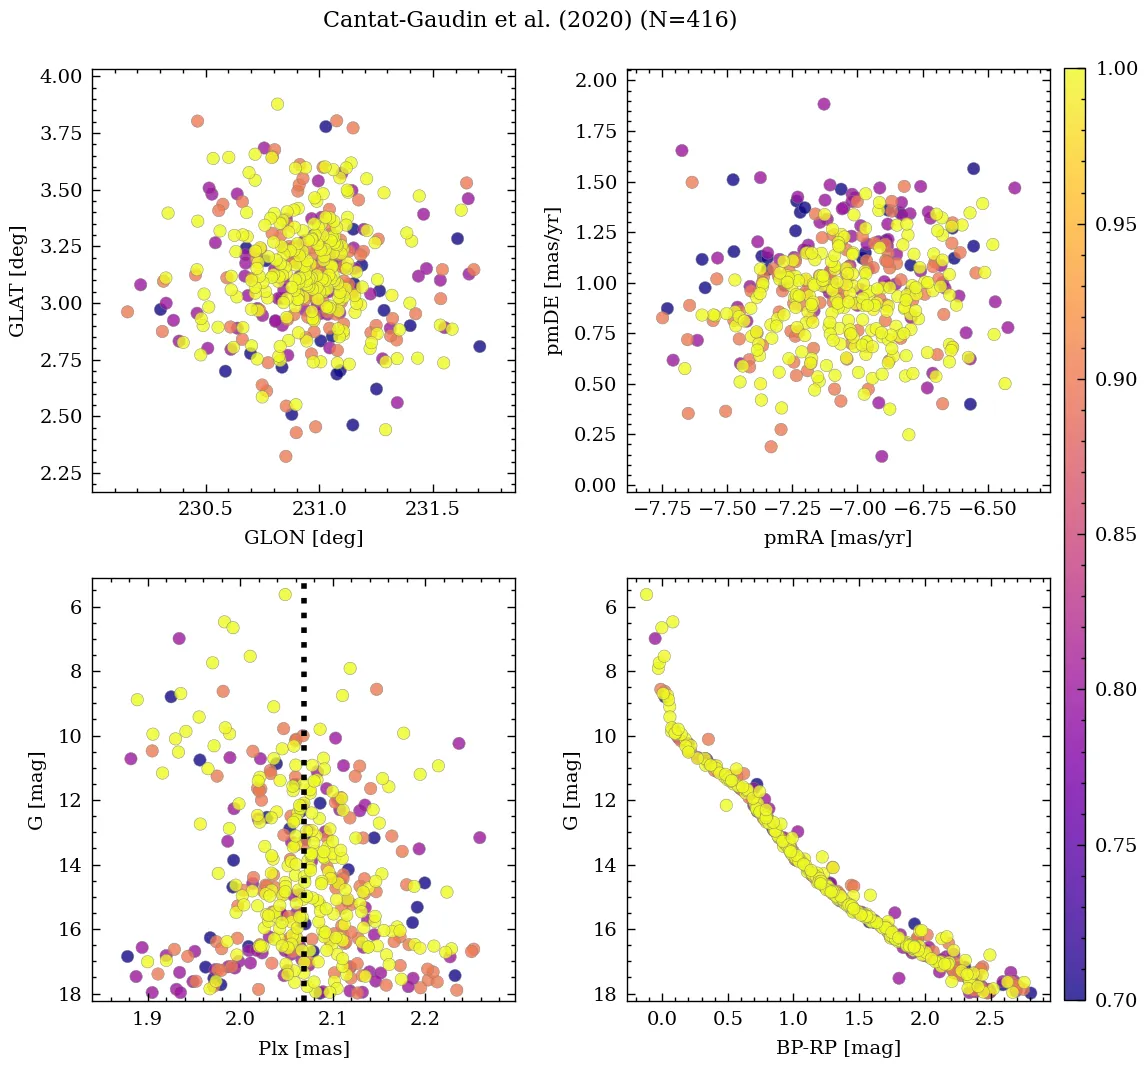 Cantat-Gaudin et al. (2020) (N=416)
4.00
3.75
3.50
3.25
3.00
2.75
2.50
2.25
GLAT [deg]
230.5 231.0 231.5
GLON [deg]
2.00
1.75
1.50
1.25
1.00
0.75
0.50
0.25
0.00
pmDE [mas/yr]
−7.75 −7.50 −7.25 −7.00 −6.75 −6.50
pmRA [mas/yr]
6
8
10
12
14
16
18
G [mag]
1.9 2.0 2.1 2.2
Plx [mas]
6
8
10
12
14
16
18
G [mag]
0.0 0.5 1.0 1.5 2.0 2.5
BP-RP [mag]
1.00
0.95
0.90
0.85
0.80
0.75
0.70